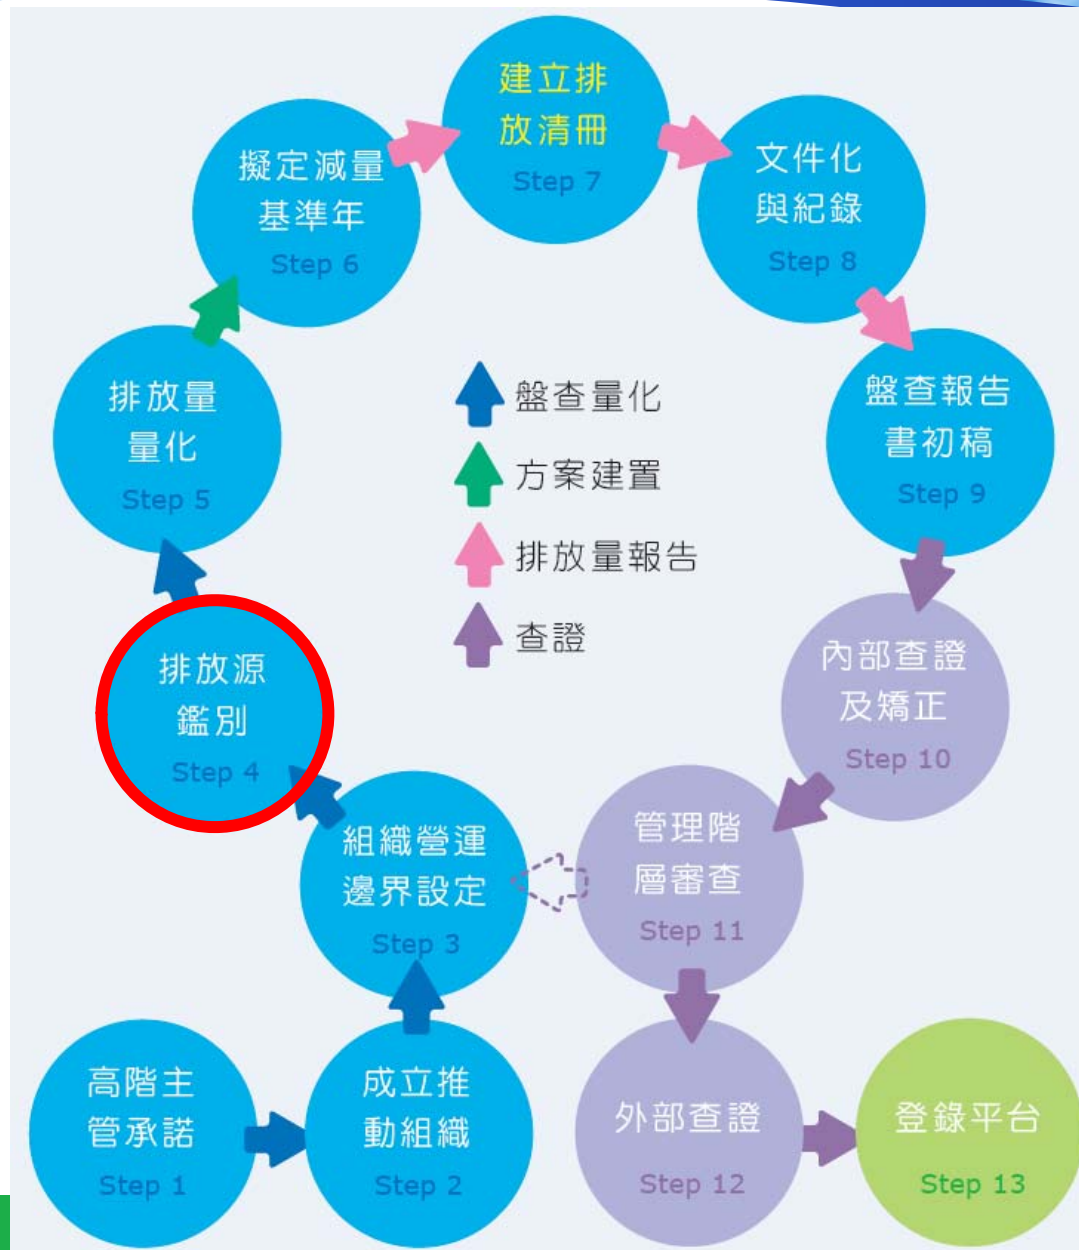 建立排
放清冊
Step 7
擬定減量
基準年
Step 6
文件化
與紀錄
Step 8
排放量
量化
Step 5
盤查報告
書初稿
Step 9
盤查量化
方案建置
排放量報告
查證
排放源
鑑別
Step 4
內部查證
及矯正
Step 10
組織營運
邊界設定
Step 3
管理階
層審查
Step 11
高階主
管承諾
Step 1
成立推
動組織
Step 2
外部查證
Step 12
登錄平台
Step 13